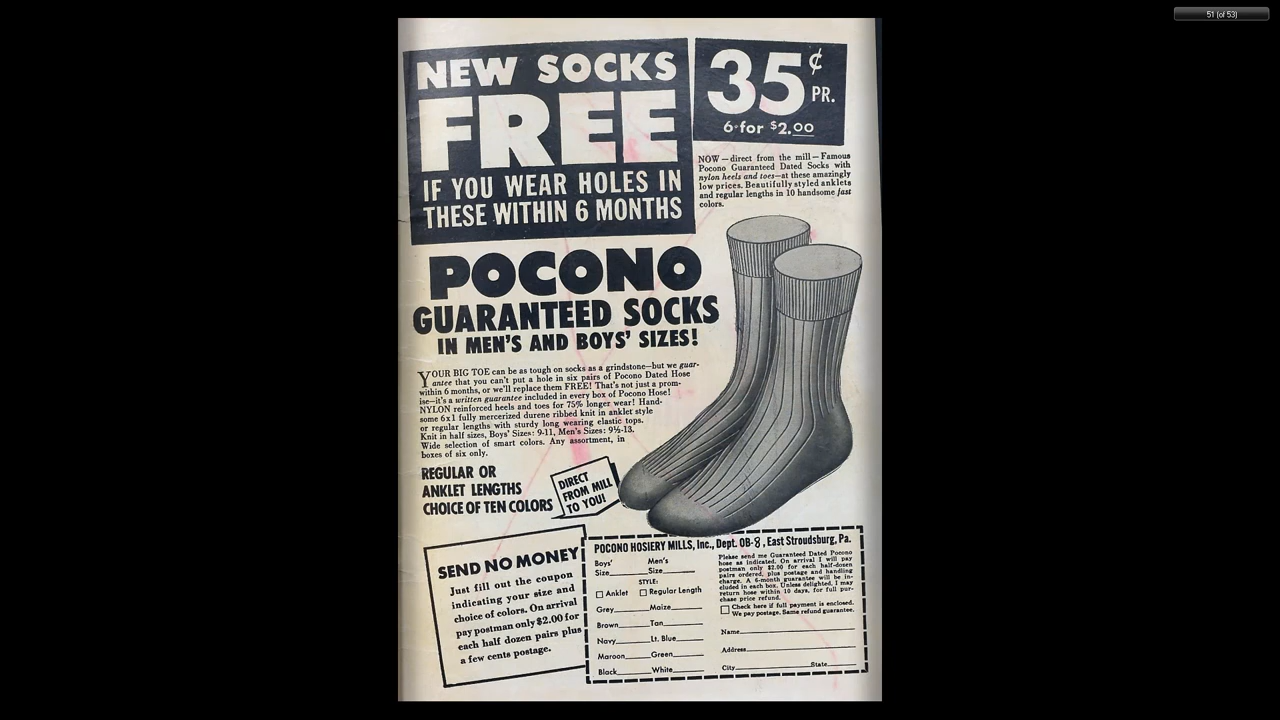 51 (of 53)
NEW SOCKS
FREE
IF YOU WEAR HOLES IN
THESE WITHIN 6 MONTHS
35¢
PR.
6 for $2.00
NOW—direct from the mill—Famous
Pocono Guaranteed Dated Socks with
nylon heels and toes—at these amazingly
low prices. Beautifully styled anklets
and regular lengths in 10 handsome fast
colors.
POCONO
GUARANTEED SOCKS
IN MEN'S AND BOYS' SIZES!
YOUR BIG TOE can be as tough on socks as a grindstone—but we guar-
antee that you can't put a hole in six pairs of Pocono Dated Hose
within 6 months, or we'll replace them FREE! That's not just a prom-
ise—it's a written guarantee included in every box of Pocono Hose!
NYLON reinforced heels and toes for 75% longer wear! Hand-
some 6x1 fully mercerized durene ribbed knit in anklet style
or regular lengths with sturdy long wearing elastic tops.
Knit in half sizes, Boys' Sizes: 9-11, Men's Sizes: 9½-13.
Wide selection of smart colors. Any assortment, in
boxes of six only.
REGULAR OR
ANKLET LENGTHS
CHOICE OF TEN COLORS
DIRECT
FROM MILL
TO YOU!
SEND NO MONEY
Just fill out the coupon
indicating your size and
choice of colors. On arrival
pay postman only $2.00 for
each half dozen pairs plus
a few cents postage.
POCONO HOSIERY MILLS, Inc., Dept. OB-8, East Stroudsburg, Pa.
Boys' Men's
Size Size
STYLE:
Anklet Regular Length
Grey Maize
Brown Tan
Navy Lt. Blue
Maroon Green
Black White
Please send me Guaranteed Dated Pocono
hose as indicated. On arrival I will pay
postman only $2.00 for each half-dozen
pairs ordered, plus postage and handling
charge. A 6-month guarantee will be in-
cluded in each box. Unless delighted, I may
return hose within 10 days, for full pur-
chase price refund.
Check here if full payment is enclosed.
We pay postage. Same refund guarantee.
Name
Address
City State